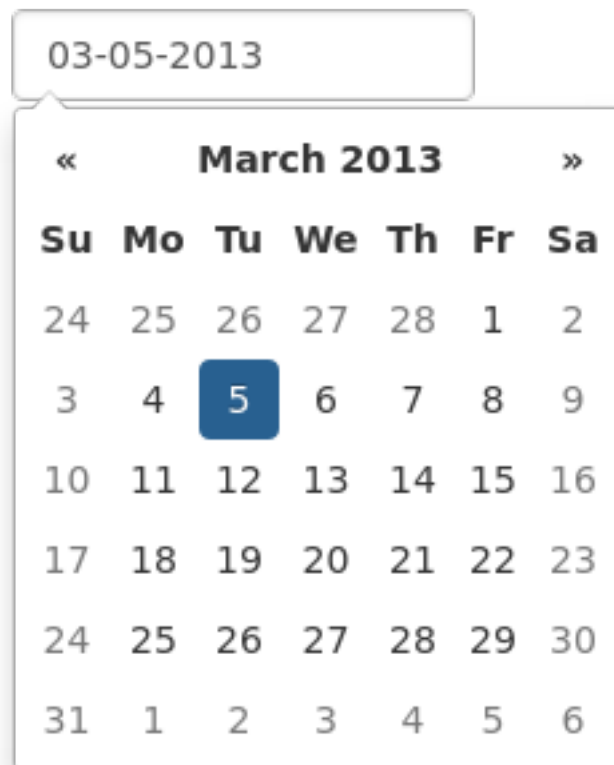 03-05-2013
« March 2013 »
Su Mo Tu We Th Fr Sa
24 25 26 27 28 1 2
3 4 5 6 7 8 9
10 11 12 13 14 15 16
17 18 19 20 21 22 23
24 25 26 27 28 29 30
31 1 2 3 4 5 6